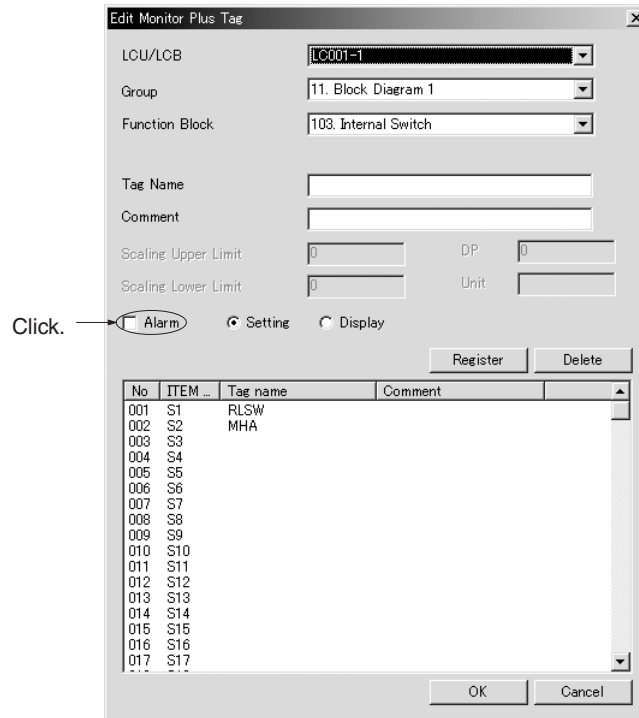 Edit Monitor Plus Tag
LCU/LCB LC001-1
Group 11. Block Diagram 1
Function Block 103. Internal Switch
Tag Name
Comment
Scaling Upper Limit 0 DP 0
Scaling Lower Limit 0 Unit
Click. Alarm Setting Display
Register Delete
No ITEM ... Tag name Comment
001 S1 RLSW
002 S2 MHA
003 S3
004 S4
005 S5
006 S6
007 S7
008 S8
009 S9
010 S10
011 S11
012 S12
013 S13
014 S14
015 S15
016 S16
017 S17
OK Cancel